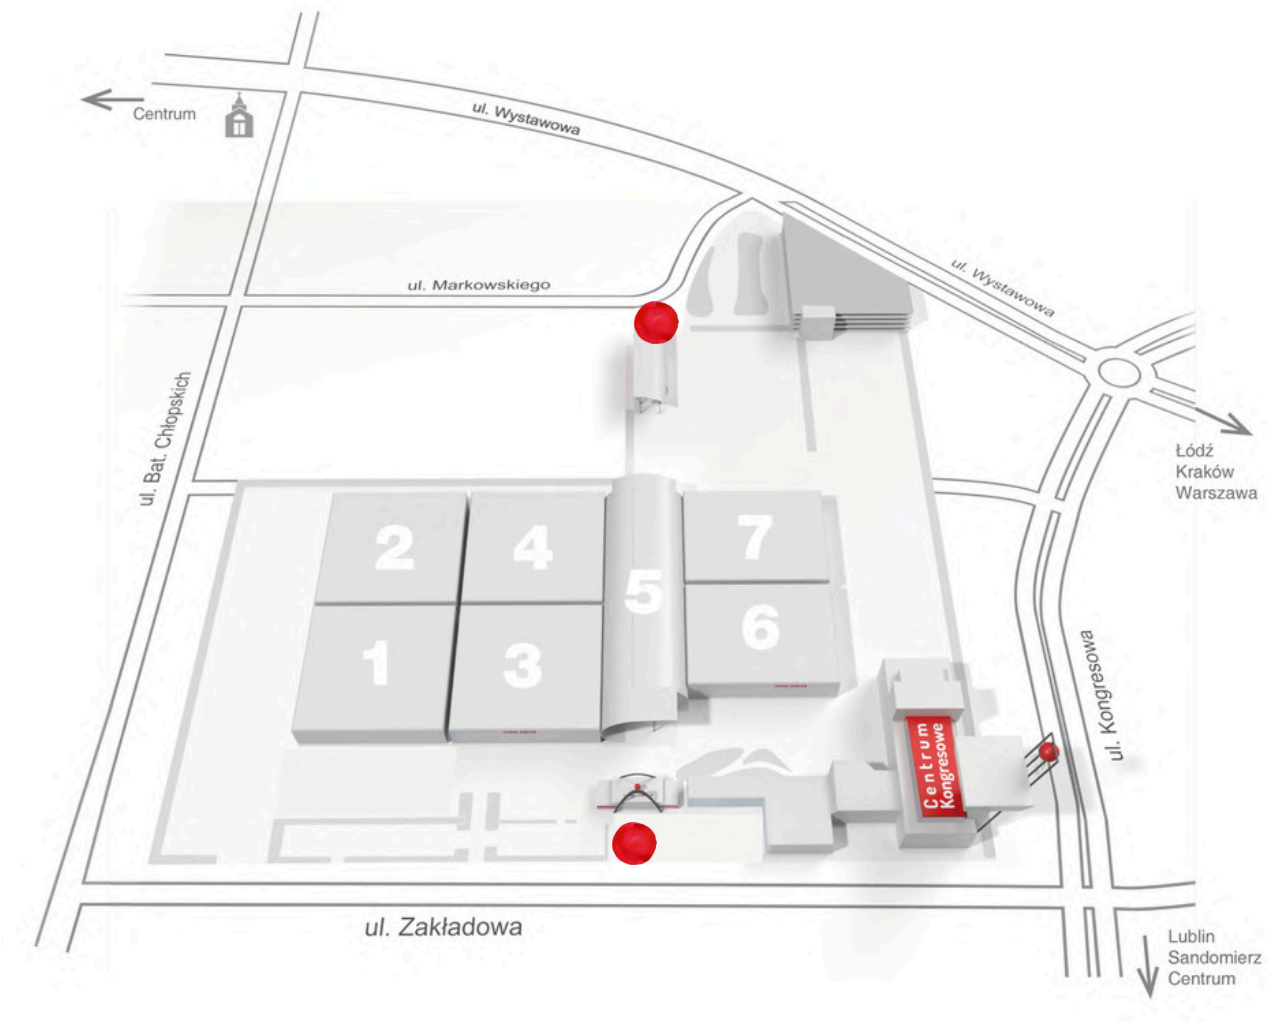 Centrum
ul. Wystawowa
ul. Wystawowa
ul. Markowskiego
ul. Bat. Chłopskich
Łódź
Kraków
Warszawa
2
4
7
5
1
3
6
ul. Kongresowa
Centrum
Kongresowe
ul. Zakładowa
Lublin
Sandomierz
Centrum